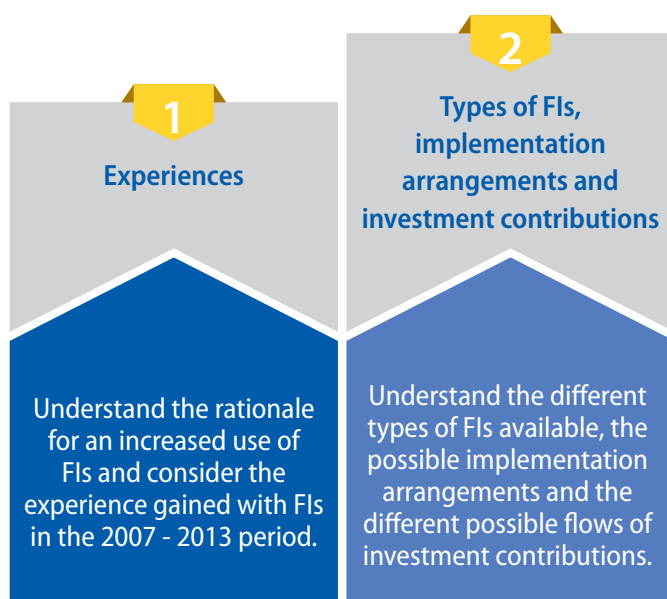 1
Experiences
Understand the rationale
for an increased use of
FIs and consider the
experience gained with FIs
in the 2007 - 2013 period.
2
Types of FIs,
implementation
arrangements and
investment contributions
Understand the different
types of FIs available, the
possible implementation
arrangements and the
different possible flows of
investment contributions.